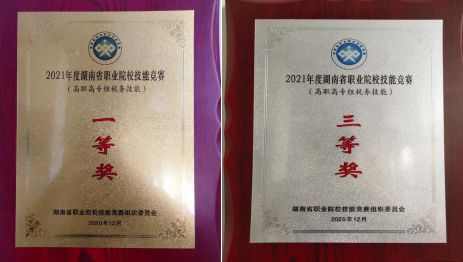 2021年度湖南省职业院校技能竞赛
（高职高专组税务技能）
一等奖
湖南省职业院校技能竞赛组织委员会
2020年12月
2021年度湖南省职业院校技能竞赛
（高职高专组税务技能）
三等奖
湖南省职业院校技能竞赛组织委员会
2020年12月